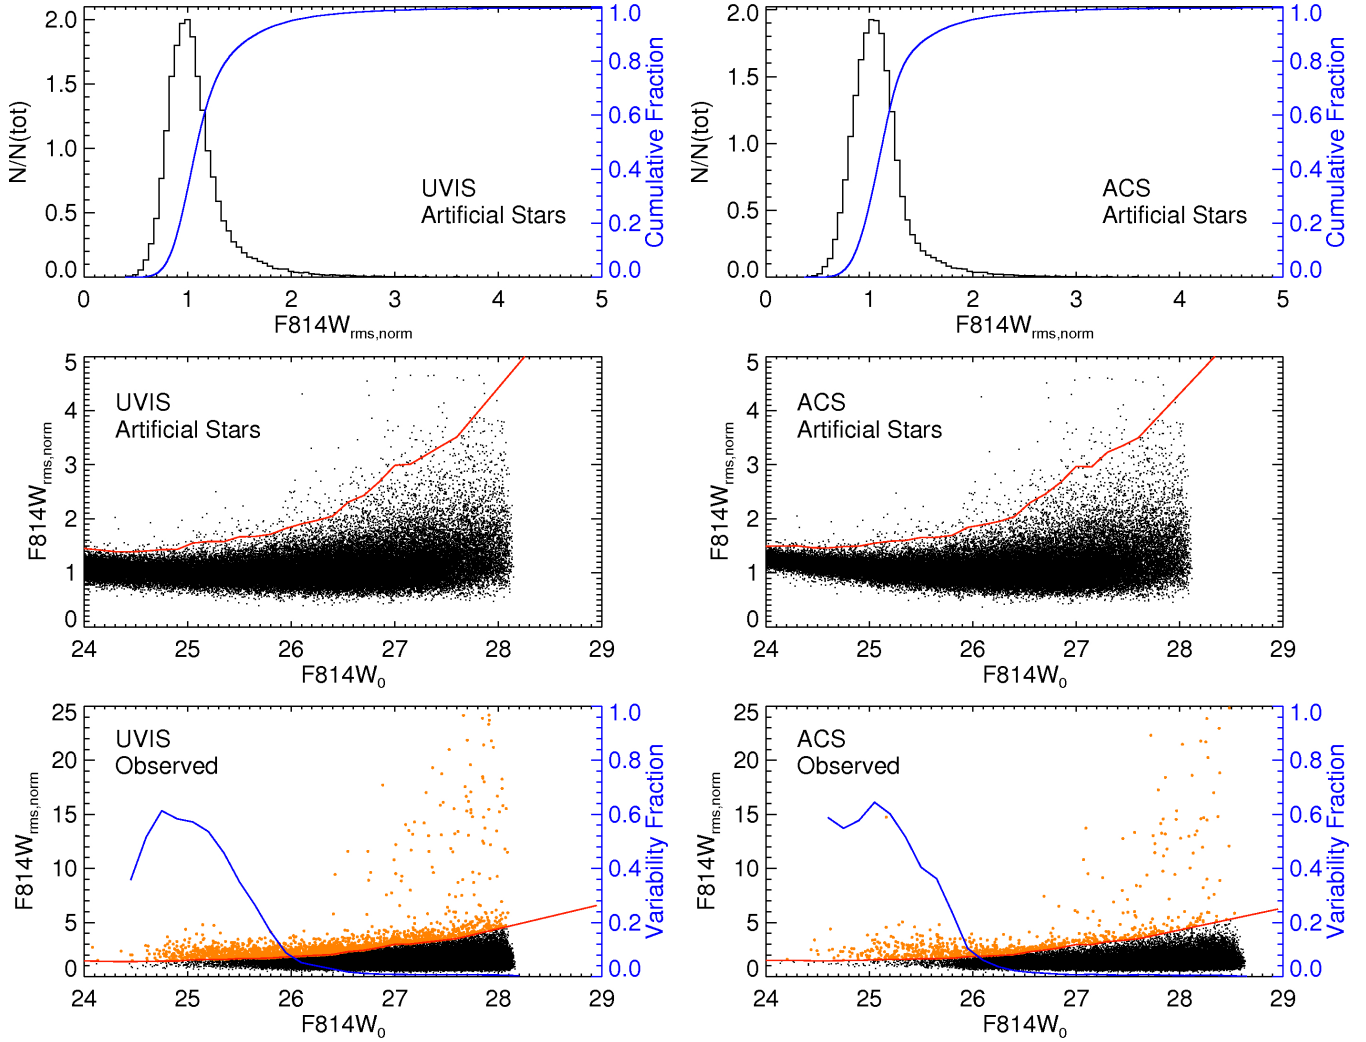 2.0
1.5
1.0
0.5
0.0
N/N(tot)
1.0
0.8
0.6
0.4
0.2
0.0
Cumulative Fraction
UVIS
Artificial Stars
0 1 2 3 4 5
F814Wrms,norm
2.0
1.5
1.0
0.5
0.0
N/N(tot)
1.0
0.8
0.6
0.4
0.2
0.0
Cumulative Fraction
ACS
Artificial Stars
0 1 2 3 4 5
F814Wrms,norm
5
4
3
2
1
0
F814Wrms,norm
UVIS
Artificial Stars
24 25 26 27 28 29
F814W0
5
4
3
2
1
0
F814Wrms,norm
ACS
Artificial Stars
24 25 26 27 28 29
F814W0
25
20
15
10
5
0
F814Wrms,norm
UVIS
Observed
1.0
0.8
0.6
0.4
0.2
0.0
Variability Fraction
24 25 26 27 28 29
F814W0
25
20
15
10
5
0
F814Wrms,norm
ACS
Observed
1.0
0.8
0.6
0.4
0.2
0.0
Variability Fraction
24 25 26 27 28 29
F814W0